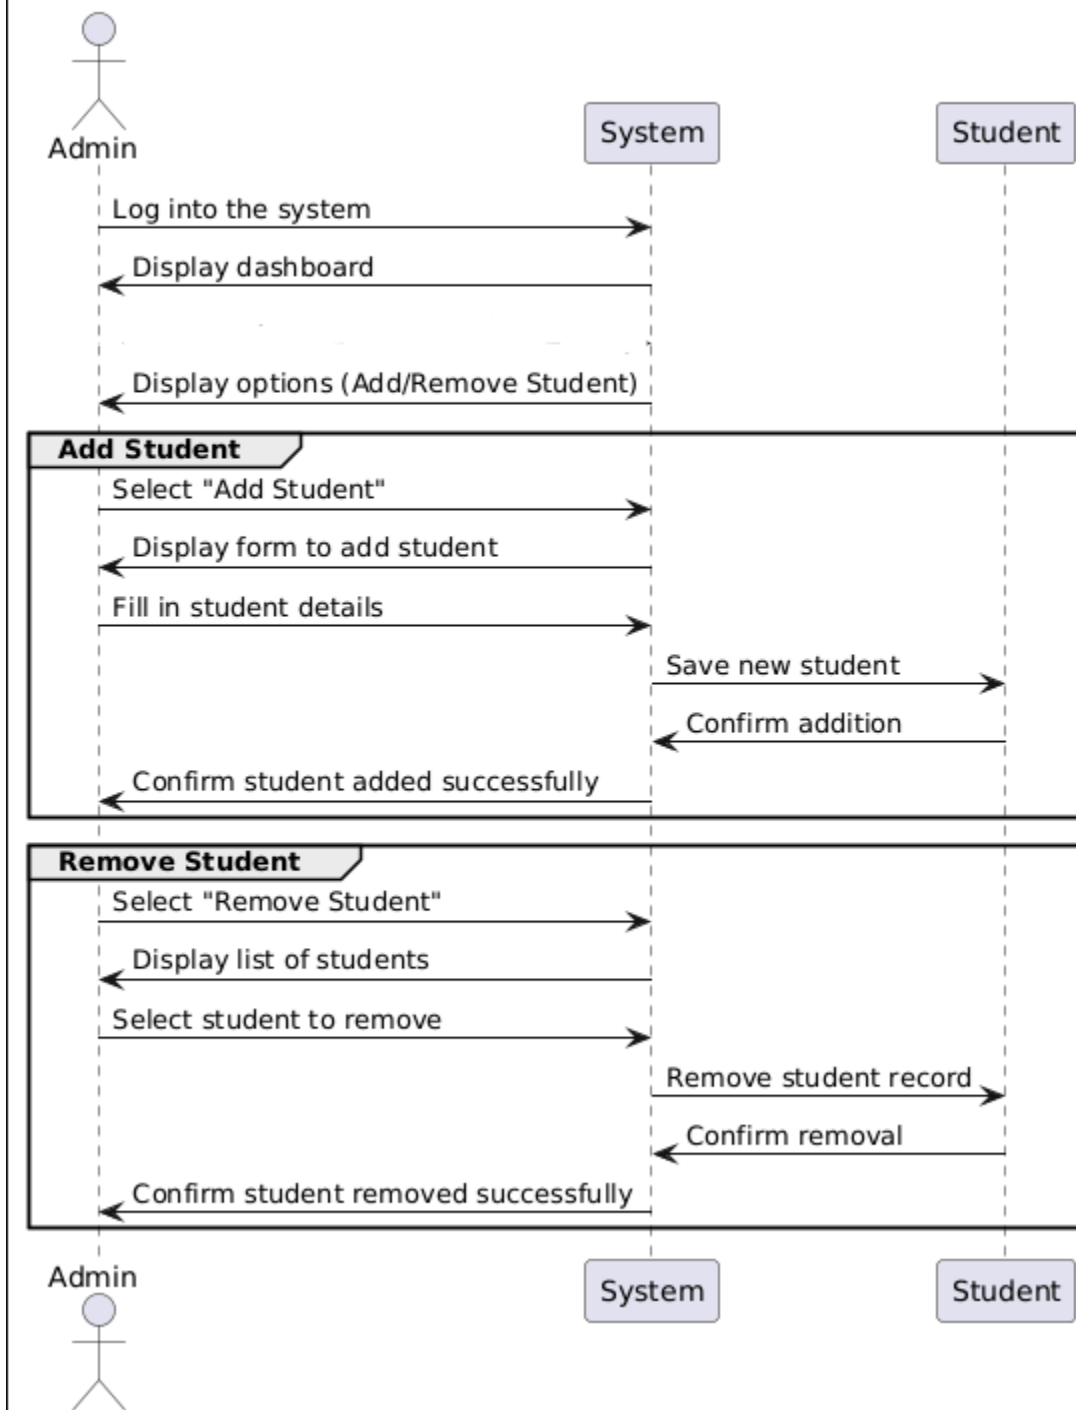 Admin
System
Student
Log into the system
Display dashboard
Display options (Add/Remove Student)
Add Student
Select "Add Student"
Display form to add student
Fill in student details
Save new student
Confirm addition
Confirm student added successfully
Remove Student
Select "Remove Student"
Display list of students
Select student to remove
Remove student record
Confirm removal
Confirm student removed successfully
Admin
System
Student